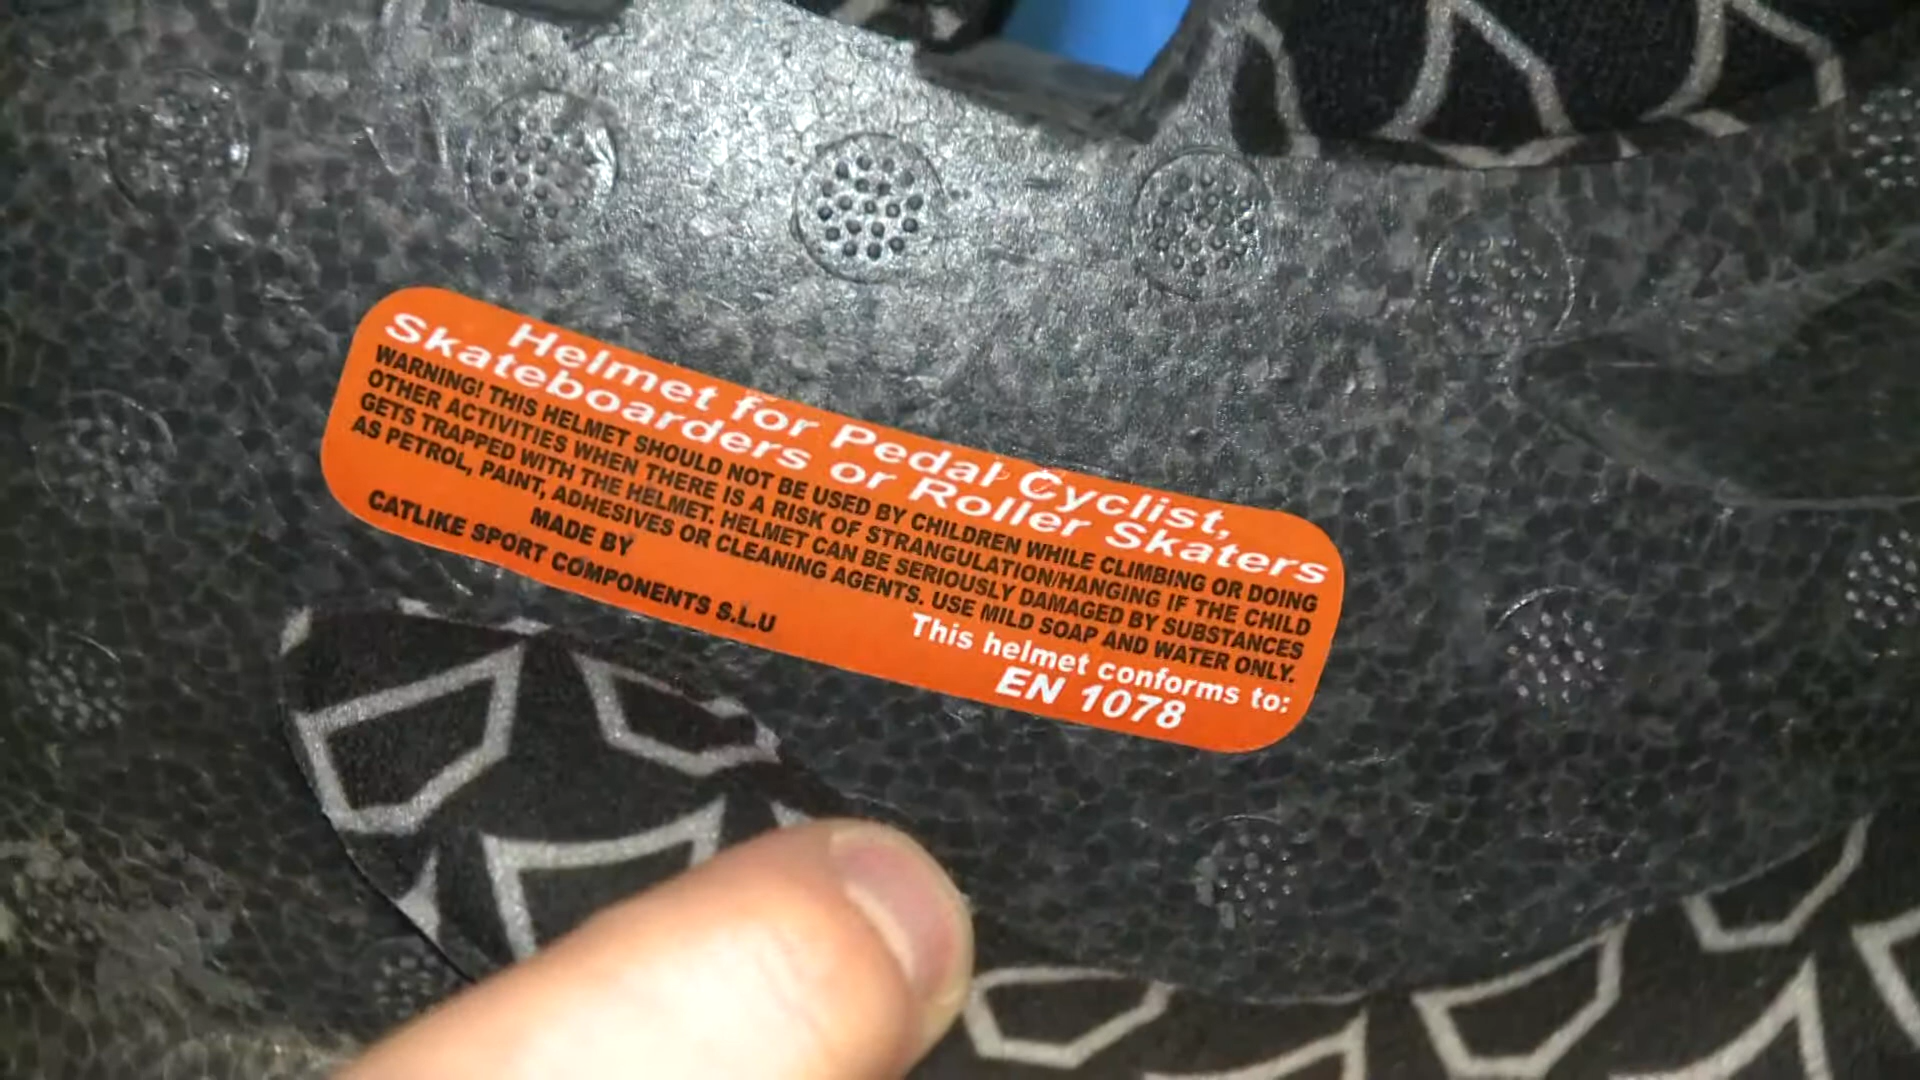 Helmet for Pedal Cyclist,
Skateboarders or Roller Skaters
WARNING! THIS HELMET SHOULD NOT BE USED BY CHILDREN WHILE CLIMBING OR DOING
OTHER ACTIVITIES WHEN THERE IS A RISK OF STRANGULATION/HANGING IF THE CHILD
GETS TRAPPED WITH THE HELMET. HELMET CAN BE SERIOUSLY DAMAGED BY SUBSTANCES
AS PETROL, PAINT, ADHESIVES OR CLEANING AGENTS. USE MILD SOAP AND WATER ONLY.
MADE BY
CATLIKE SPORT COMPONENTS S.L.U
This helmet conforms to:
EN 1078